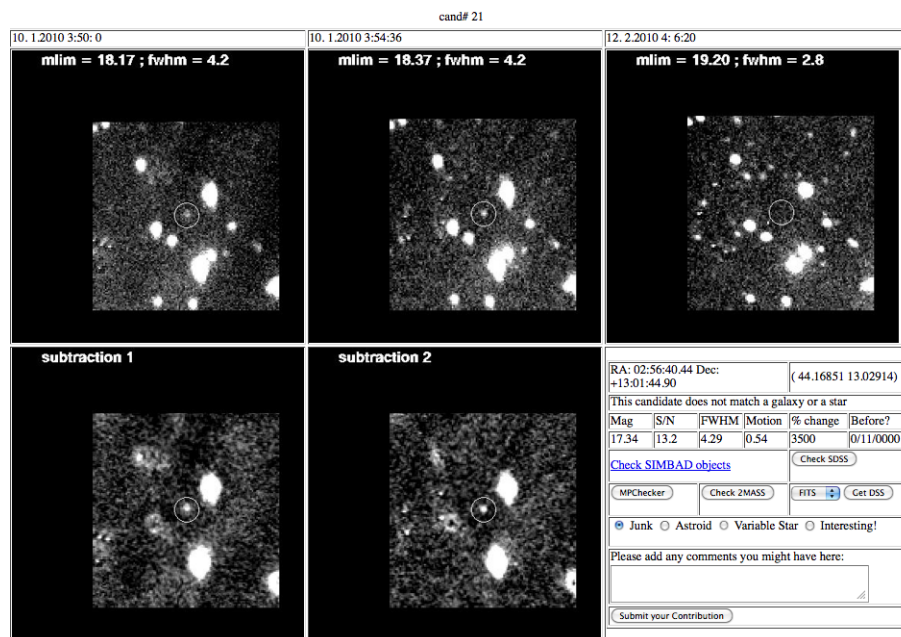 cand# 21
10. 1.2010 3:50: 0
10. 1.2010 3:54:36
12. 2.2010 4: 6:20
mlim = 18.17 ; fwhm = 4.2
mlim = 18.37 ; fwhm = 4.2
mlim = 19.20 ; fwhm = 2.8
subtraction 1
subtraction 2
RA: 02:56:40.44 Dec:
+13:01:44.90
( 44.16851 13.02914)
This candidate does not match a galaxy or a star
Mag S/N FWHM Motion % change Before?
17.34 13.2 4.29 0.54 3500 0/11/0000
Check SIMBAD objects
Check SDSS
MPChecker
Check 2MASS
FITS
Get DSS
Junk Astroid Variable Star Interesting!
Please add any comments you might have here:
Submit your Contribution